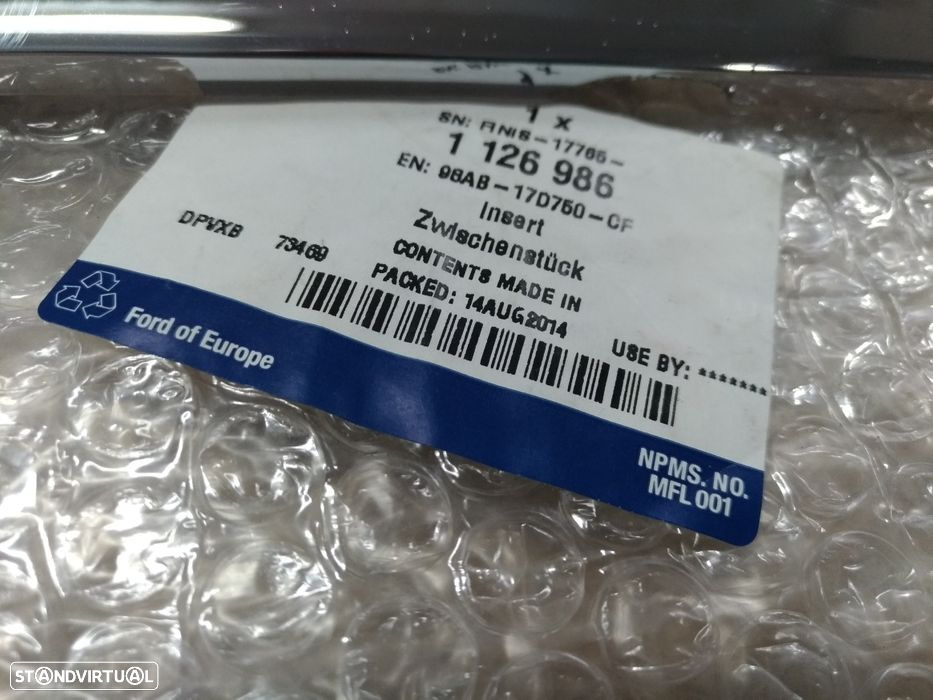 1 X
SN: FINIS-17765-
1 126 986
EN: 98AB-17D750-CF
Insert
Zwischenstück
DPVXB 73469
CONTENTS MADE IN
PACKED: 14AUG2014
USE BY: *******
Ford of Europe
NPMS. NO.
MFL 001
STANDVIRTUAL